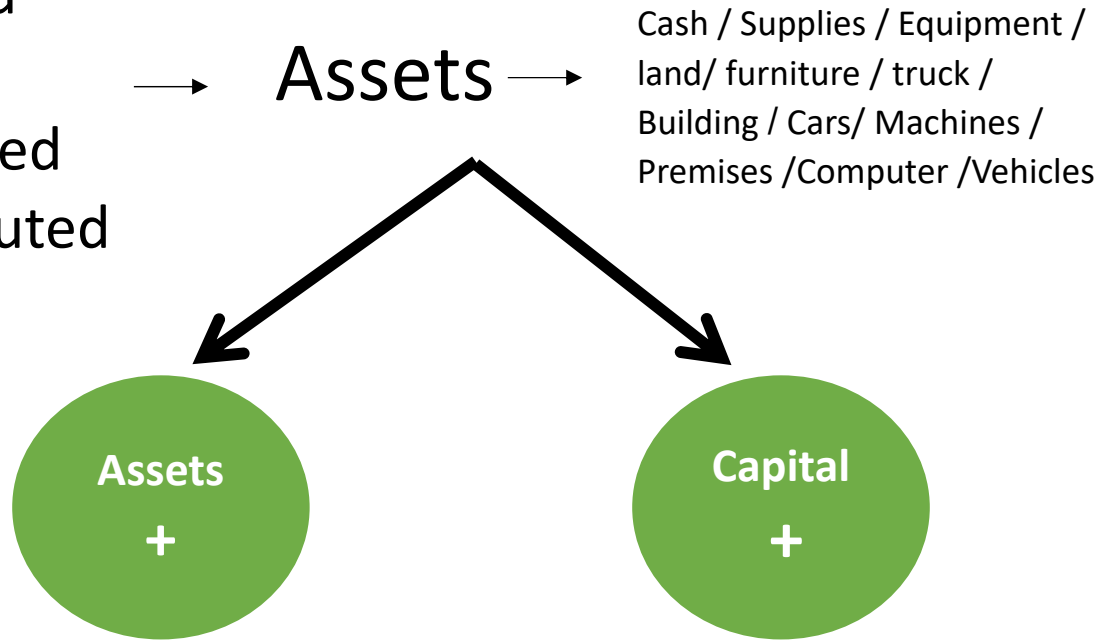 Assets
Cash / Supplies / Equipment /
land/ furniture / truck /
Building / Cars/ Machines /
Premises /Computer /Vehicles
ed
uted
Assets
+
Capital
+